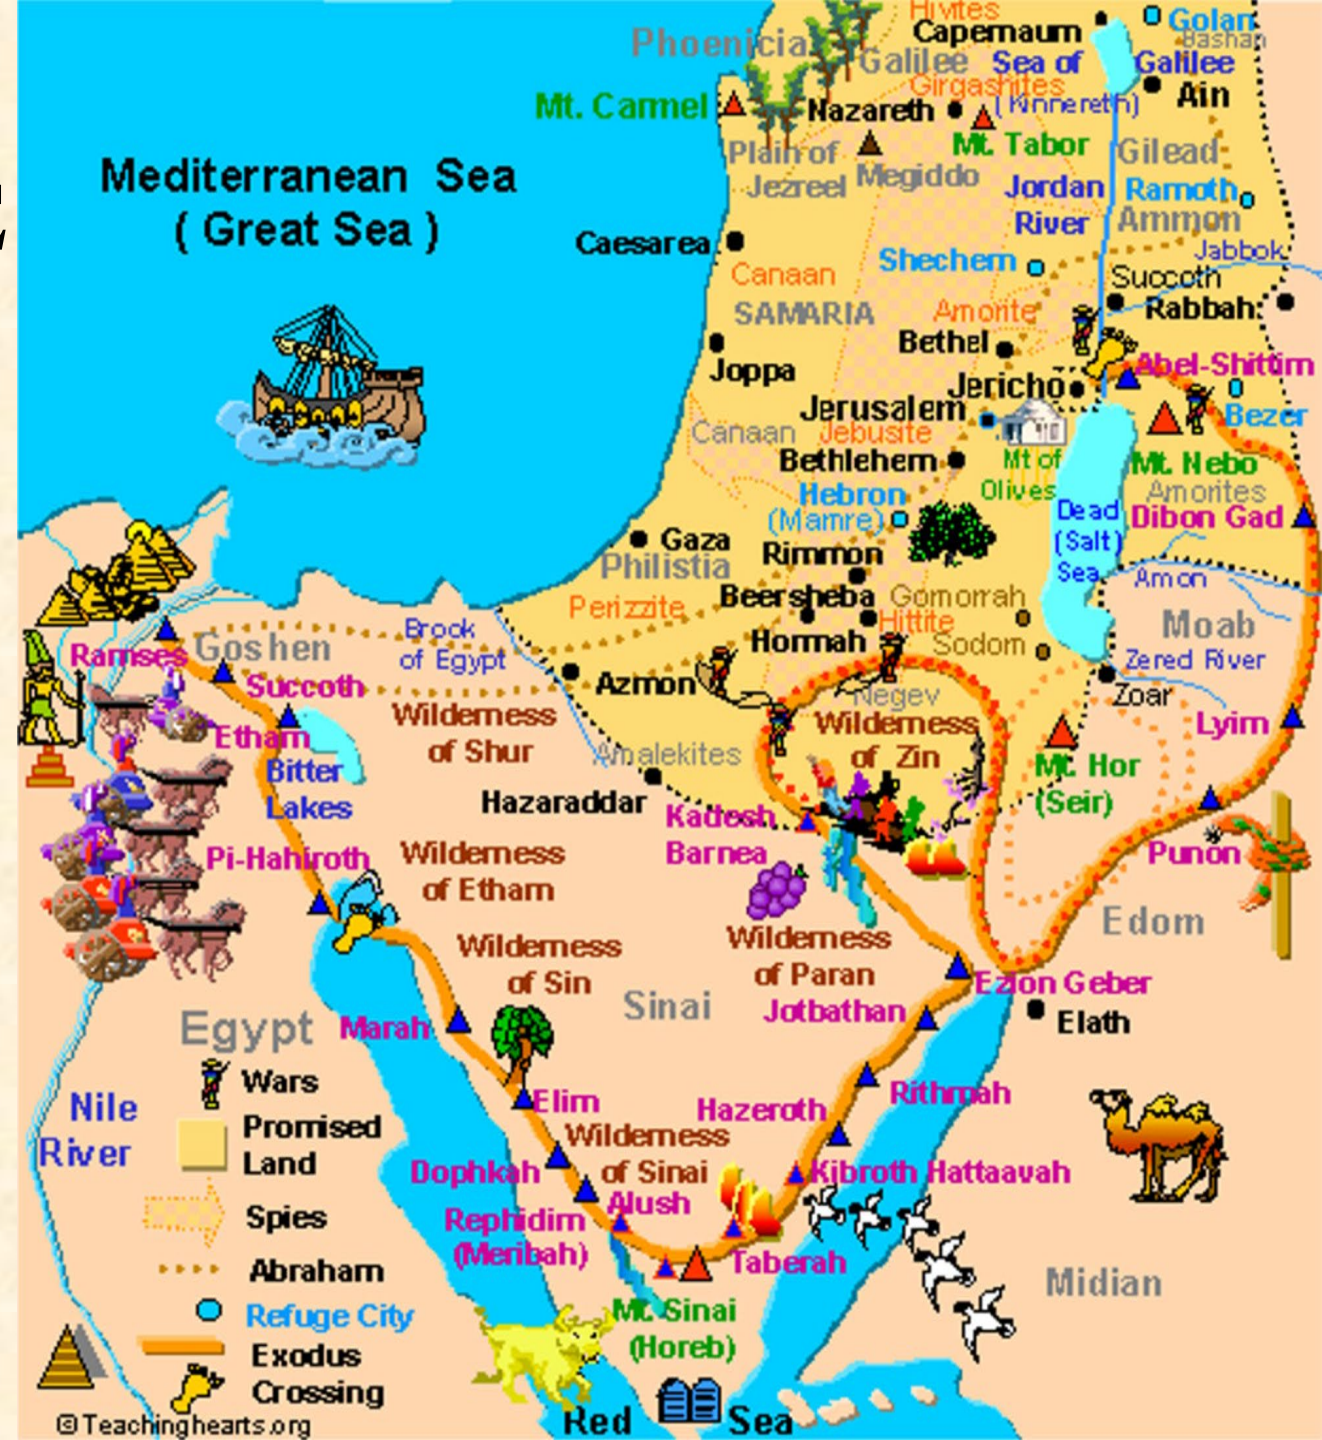 Hivites
Capernaum
Golan
Bashan
Phoenicia
Galilee
Sea of Galilee
Girgashites
(Kinnereth)
Ain
Mt. Carmel
Nazareth
Mt. Tabor
Plain of
Jezreel
Megiddo
Gilead
Mediterranean Sea
( Great Sea )
Jordan
River
Ramoth
Ammon
Caesarea
Shechem
Jabbok
Canaan
Succoth
SAMARIA
Amorite
Rabbah
Bethel
Joppa
Abel-Shittim
Jericho
Jerusalem
Bezer
Canaan
Jebusite
Bethlehem
Mt of
Olives
Mt. Nebo
Amorites
Hebron
(Mamre)
Dead
(Salt)
Sea
Dibon Gad
Gaza
Philistia
Rimmon
Arnon
Perizzite
Beersheba
Gomorrah
Hittite
Moab
Brook
of Egypt
Hormah
Sodom
Zered River
Ramses
Goshen
Succoth
Azmon
Negev
Zoar
Etham
Wilderness
of Shur
Wilderness
of Zin
Lyim
Bitter
Lakes
Amalekites
Mt. Hor
(Seir)
Hazaraddar
Kadesh
Barnea
Pi-Hahiroth
Wilderness
of Etham
Punon
Wilderness
of Sin
Wilderness
of Paran
Edom
Sinai
Ezion Geber
Egypt
Marah
Jotbathan
Elath
Wars
Elim
Hazeroth
Rithmah
Nile
River
Promised
Land
Wilderness
of Sinai
Dophkah
Kibroth Hattaavah
Spies
Alush
Rephidim
(Meribah)
Abraham
Taberah
Midian
Refuge City
Mt. Sinai
(Horeb)
Exodus
Crossing
©Teachinghearts.org
Red Sea